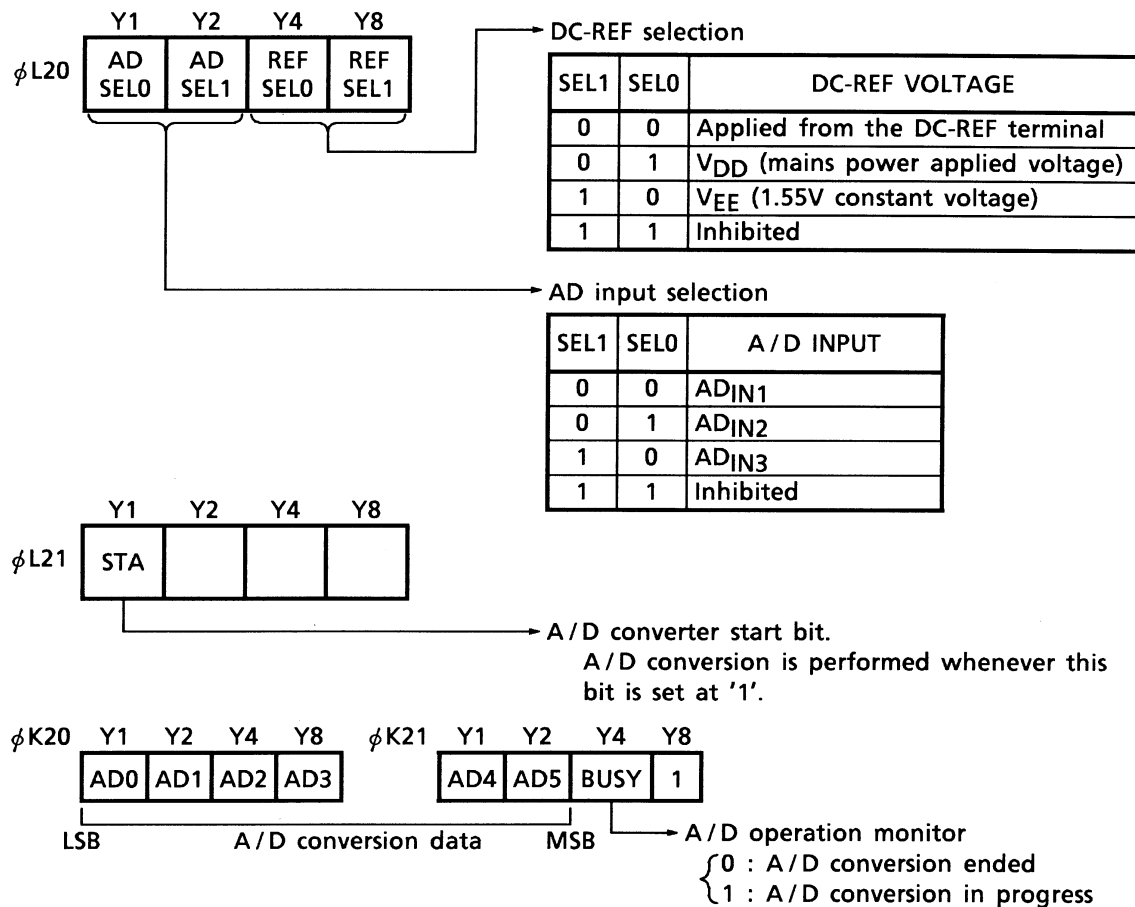 Y1 Y2 Y4 Y8
ϕL20
AD SEL0
AD SEL1
REF SEL0
REF SEL1
DC-REF selection
SEL1 SEL0 DC-REF VOLTAGE
0 0 Applied from the DC-REF terminal
0 1 VDD (mains power applied voltage)
1 0 VEE (1.55V constant voltage)
1 1 Inhibited
AD input selection
SEL1 SEL0 A/D INPUT
0 0 ADIN1
0 1 ADIN2
1 0 ADIN3
1 1 Inhibited
Y1 Y2 Y4 Y8
ϕL21 STA
A/D converter start bit.
A/D conversion is performed whenever this
bit is set at '1'.
ϕK20 Y1 Y2 Y4 Y8 ϕK21 Y1 Y2 Y4 Y8
AD0 AD1 AD2 AD3 AD4 AD5 BUSY 1
LSB A/D conversion data MSB
A/D operation monitor
0 : A/D conversion ended
1 : A/D conversion in progress